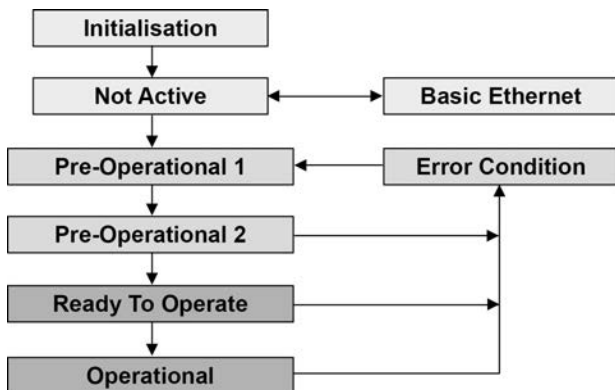 Initialisation
Not Active
Basic Ethernet
Pre-Operational 1
Error Condition
Pre-Operational 2
Ready To Operate
Operational